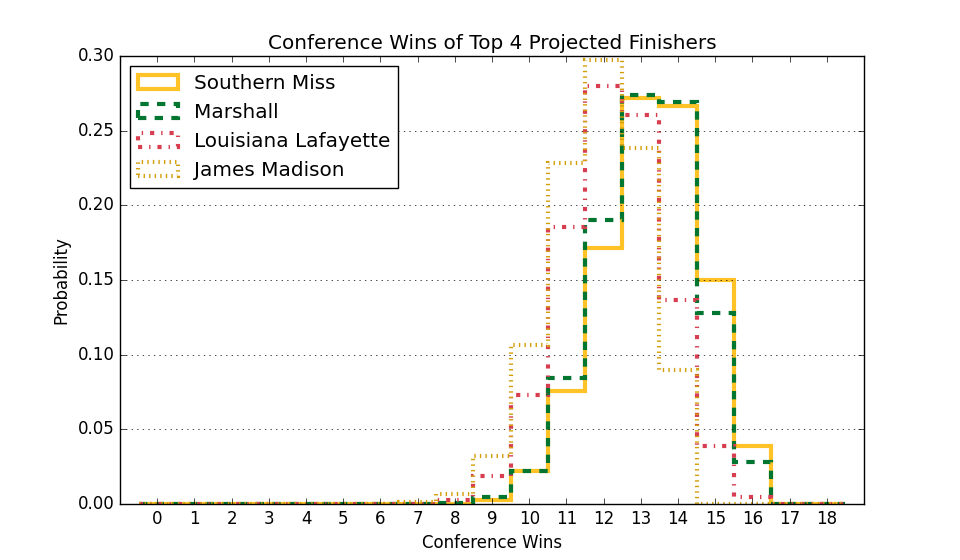 Conference Wins of Top 4 Projected Finishers
Southern Miss
Marshall
Louisiana Lafayette
James Madison
Probability
0.30
0.25
0.20
0.15
0.10
0.05
0.00
0 1 2 3 4 5 6 7 8 9 10 11 12 13 14 15 16 17 18
Conference Wins